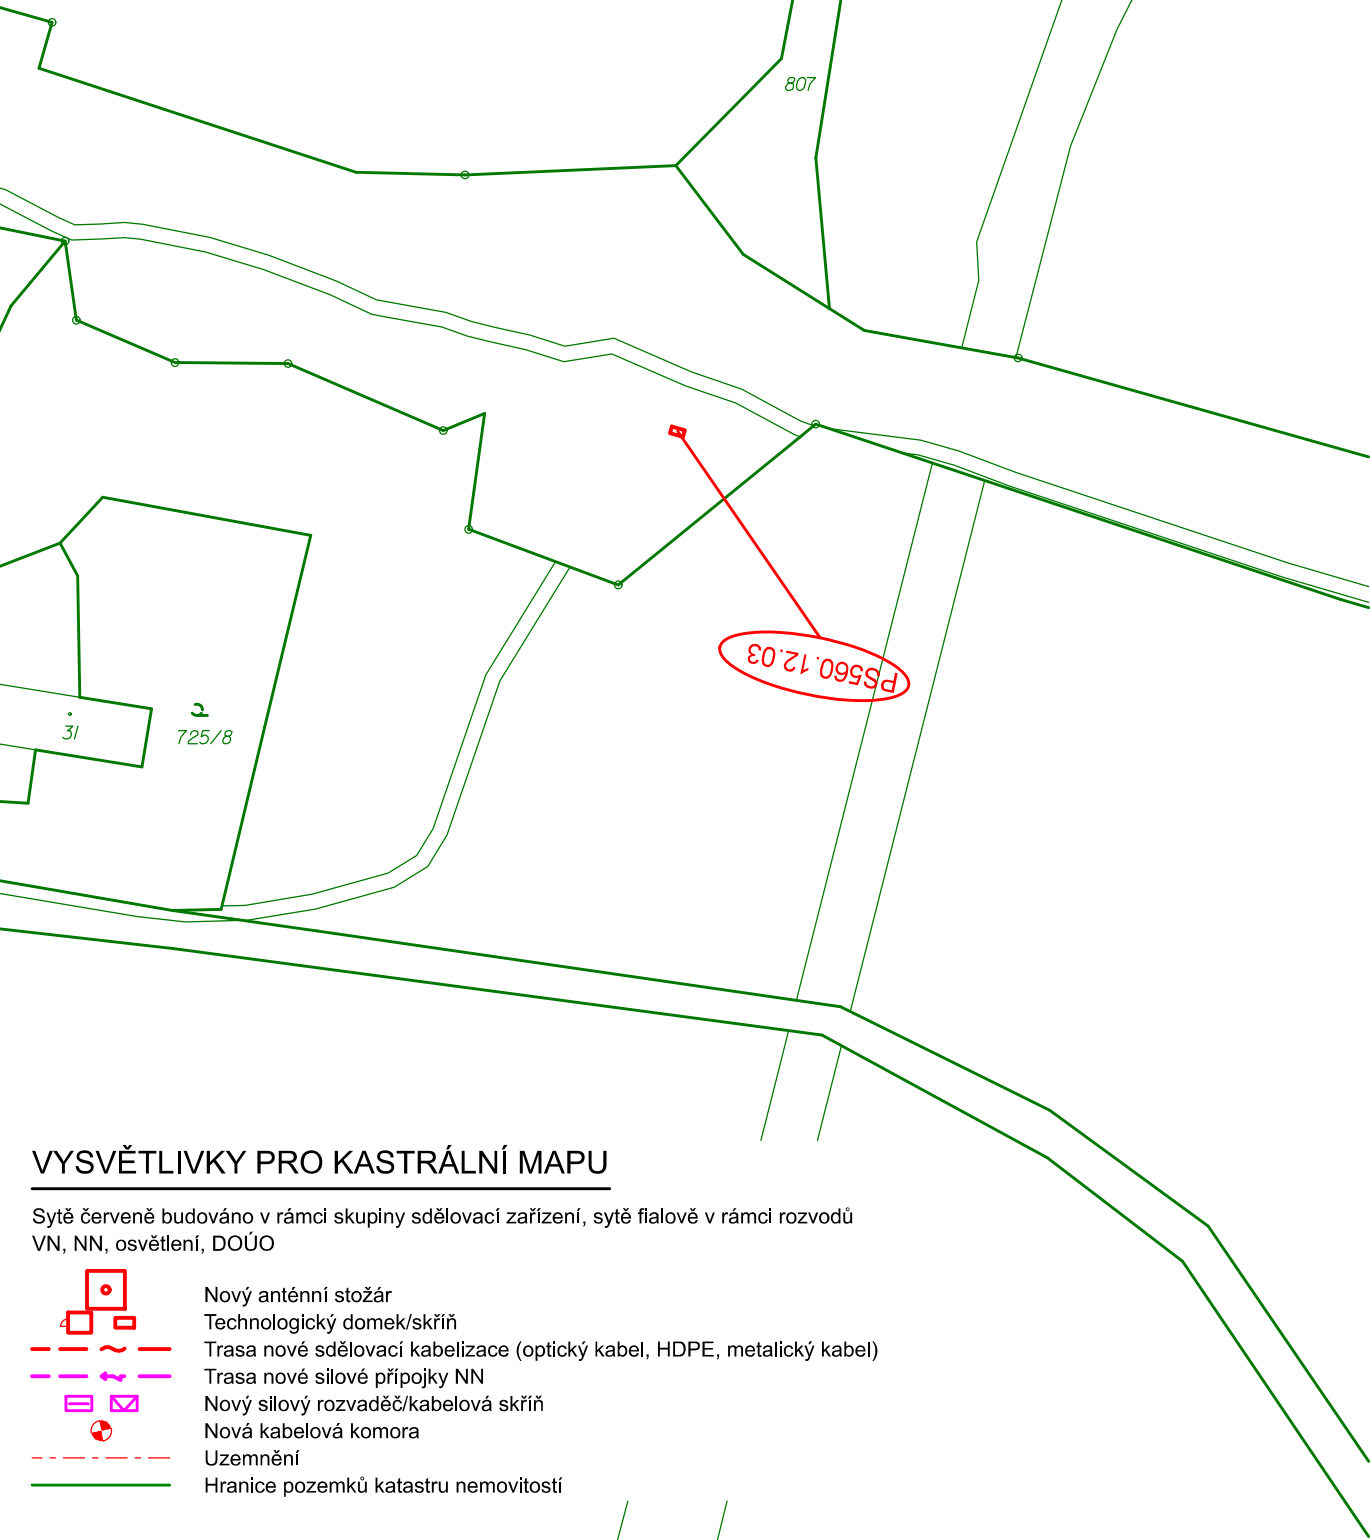 807
PS560.12.03
31
725/8
VYSVĚTLIVKY PRO KASTRÁLNÍ MAPU
Sytě červeně budováno v rámci skupiny sdělovací zařízení, sytě fialově v rámci rozvodů
VN, NN, osvětlení, DOÚO
Nový anténní stožár
Technologický domek/skříň
Trasa nové sdělovací kabelizace (optický kabel, HDPE, metalický kabel)
Trasa nové silové přípojky NN
Nový silový rozvaděč/kabelová skříň
Nová kabelová komora
Uzemnění
Hranice pozemků katastru nemovitostí